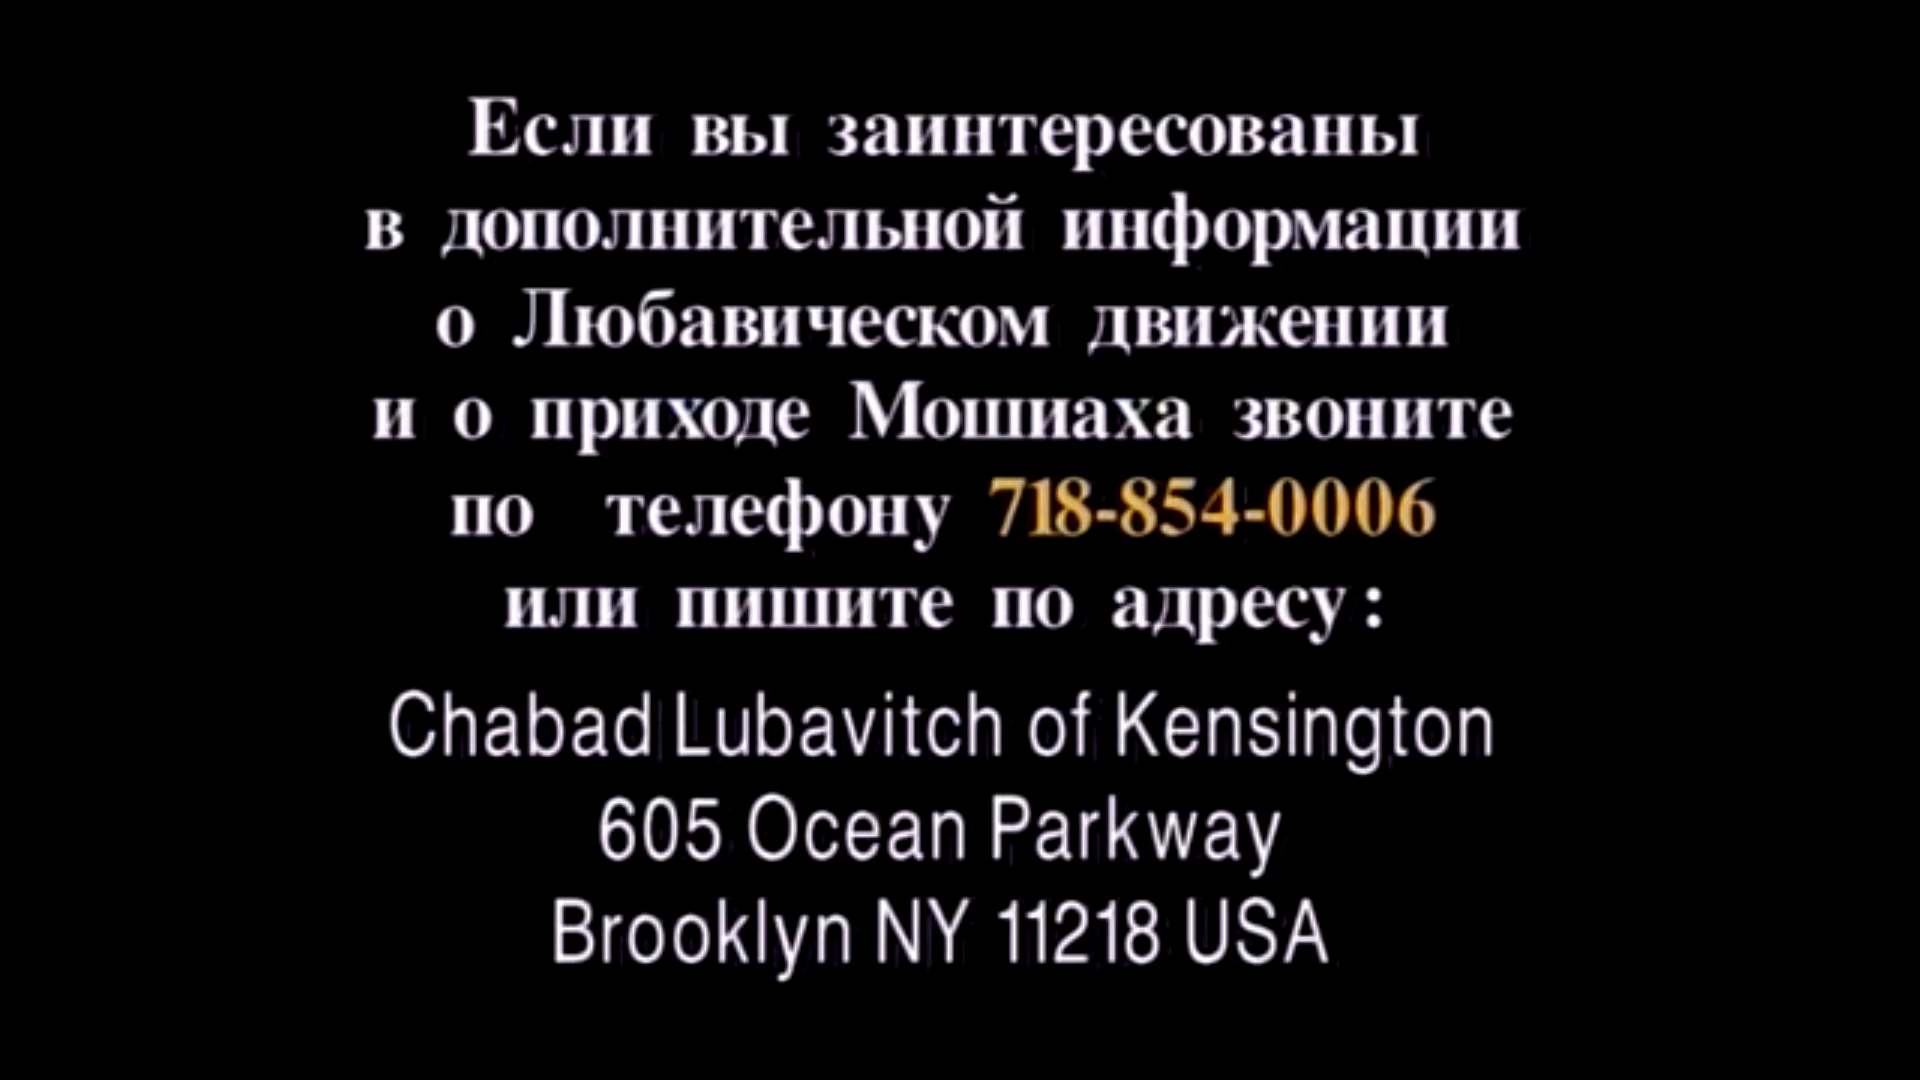 Если вы заинтересованы
в дополнительной информации
о Любавическом движении
и о приходе Мошиаха звоните
по телефону 718-854-0006
или пишите по адресу:
Chabad Lubavitch of Kensington
605 Ocean Parkway
Brooklyn NY 11218 USA